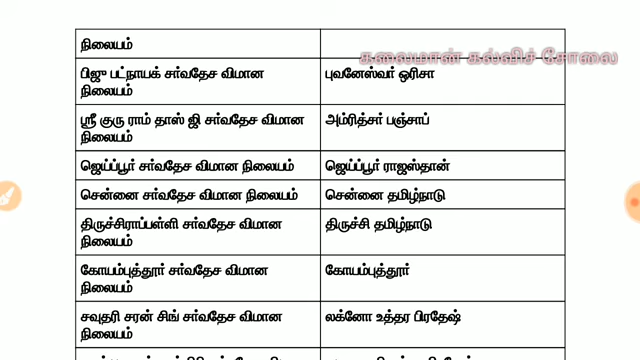 நிலையம்
கலைமான் கல்விச் சோலை
பிஜு பட்நாயக் சர்வதேச விமான
நிலையம்
புவனேஸ்வர் ஒரிசா
ஸ்ரீ குரு ராம் தாஸ் ஜி சர்வதேச விமான
நிலையம்
அம்ரித்சர் பஞ்சாப்
ஜெய்ப்பூர் சர்வதேச விமான நிலையம்
ஜெய்ப்பூர் ராஜஸ்தான்
சென்னை சர்வதேச விமான நிலையம்
சென்னை தமிழ்நாடு
திருச்சிராப்பள்ளி சர்வதேச விமான
நிலையம்
திருச்சி தமிழ்நாடு
கோயம்புத்தூர் சர்வதேச விமான
நிலையம்
கோயம்புத்தூர்
சவுதரி சரன் சிங் சர்வதேச விமான
நிலையம்
லக்னோ உத்தர பிரதேஷ்